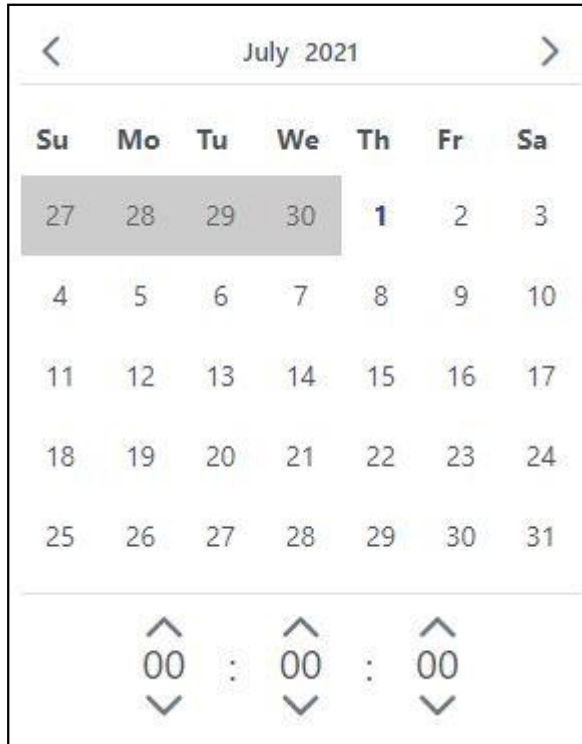 July 2021
Su Mo Tu We Th Fr Sa
27 28 29 30 1 2 3
4 5 6 7 8 9 10
11 12 13 14 15 16 17
18 19 20 21 22 23 24
25 26 27 28 29 30 31
00 : 00 : 00